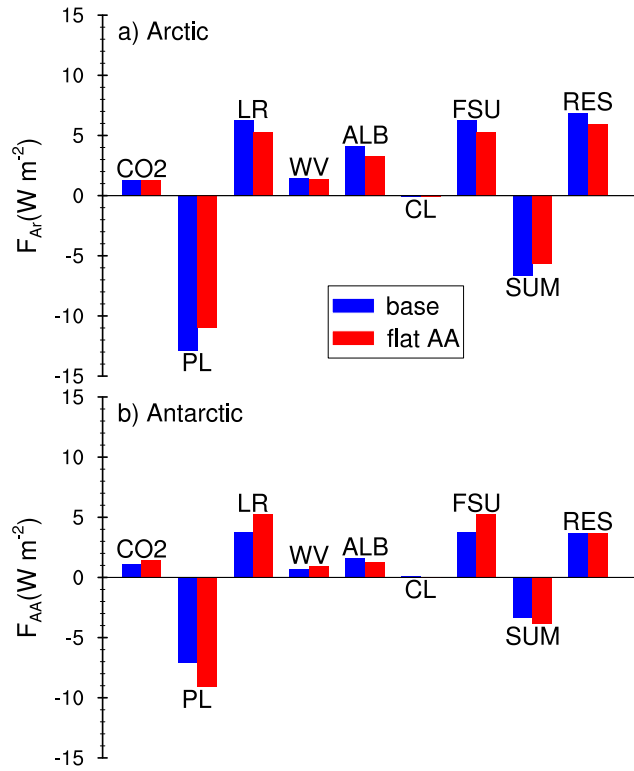 15
a) Arctic
10
LR
FSU
RES
5
ALB
CO2
WV
0
CL
F_Ar(W m-2)
-5
SUM
base
-10
flat AA
PL
-15
15
b) Antarctic
10
LR
FSU
5
CO2
WV
ALB
RES
0
CL
F_AA(W m-2)
-5
SUM
PL
-10
-15